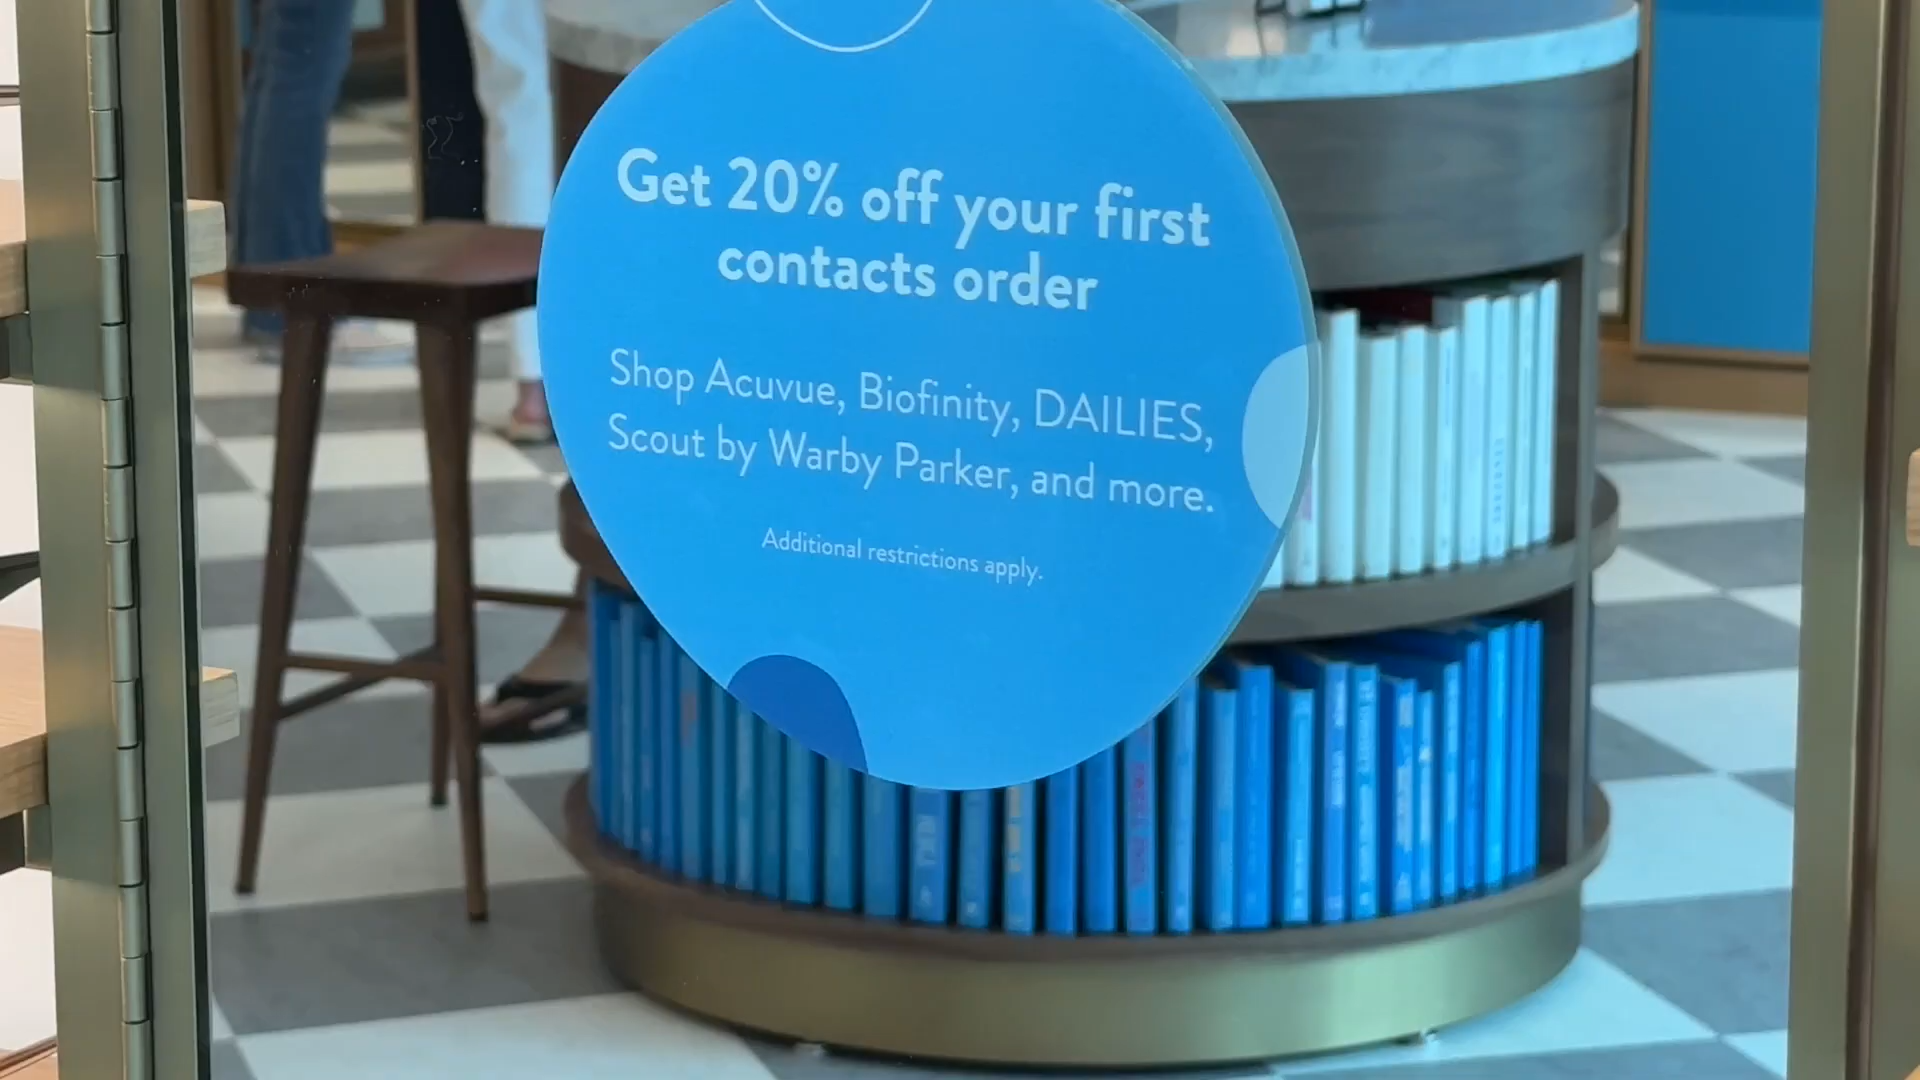 Get 20% off your first
contacts order
Shop Acuvue, Biofinity, DAILIES,
Scout by Warby Parker, and more.
Additional restrictions apply.